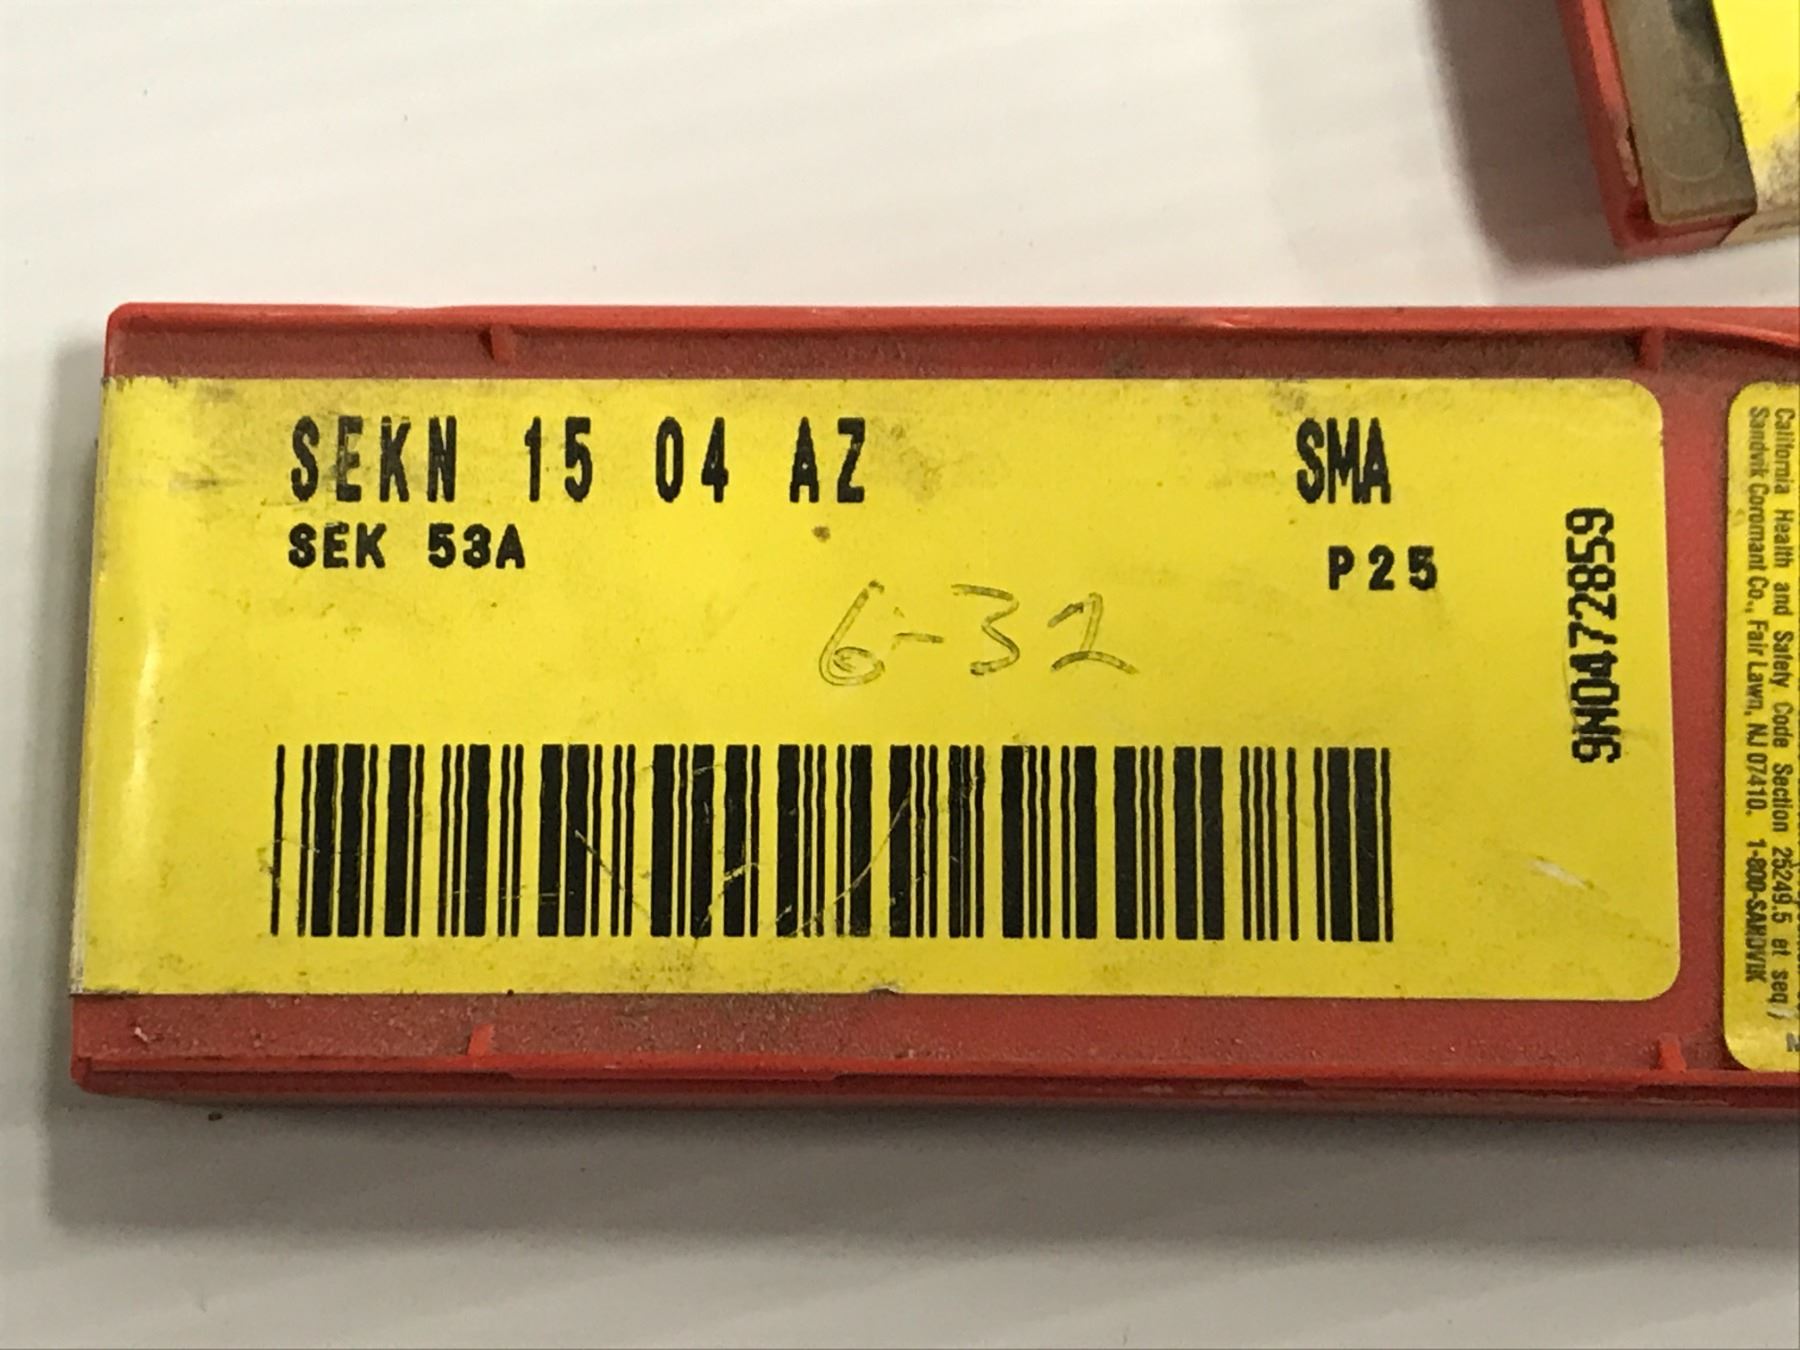 SEKN 15 04 AZ SMA
SEK 53A P25
6-32
9N0472859
California Health and Safety Code Section 25249.5 et seq)
Sandvik Coromant Co., Fair Lawn, NJ 07410. 1-800-SANDVIK